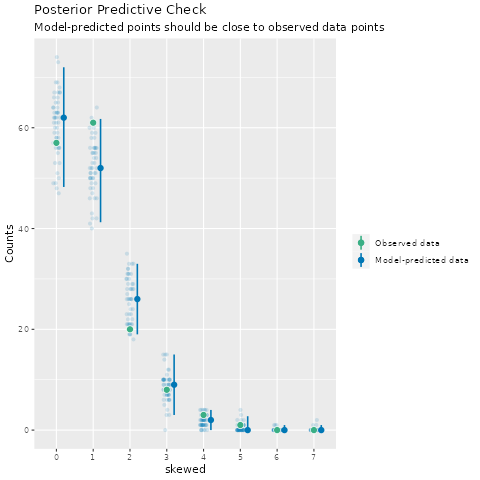 Posterior Predictive Check
Model-predicted points should be close to observed data points
Counts
60
40
20
0
0 1 2 3 4 5 6 7
skewed
Observed data
Model-predicted data